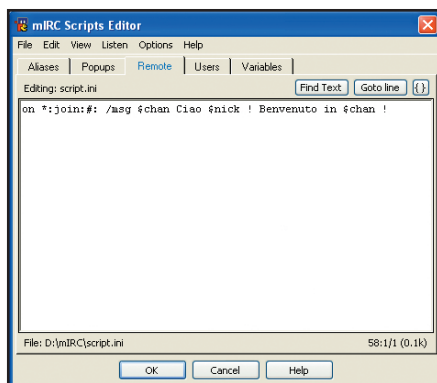 mIRC Scripts Editor
File Edit View Listen Options Help
Aliases Popups Remote Users Variables
Editing: script.ini Find Text Goto line {}
on *:join:#: /msg $chan Ciao $nick ! Benvenuto in $chan !
File: D:\mIRC\script.ini 58:1/1 (0.1k)
OK Cancel Help